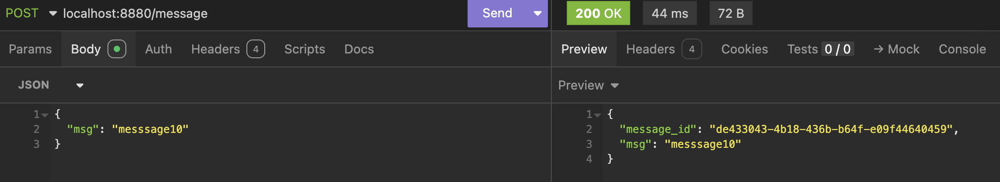 POST localhost:8880/message Send
Params Body Auth Headers 4 Scripts Docs
JSON
1 {
2 "msg": "messsage10"
3 }
200 OK 44 ms 72 B
Preview Headers 4 Cookies Tests 0 / 0 → Mock Console
Preview
1 {
2 "message_id": "de433043-4b18-436b-b64f-e09f44640459",
3 "msg": "messsage10"
4 }